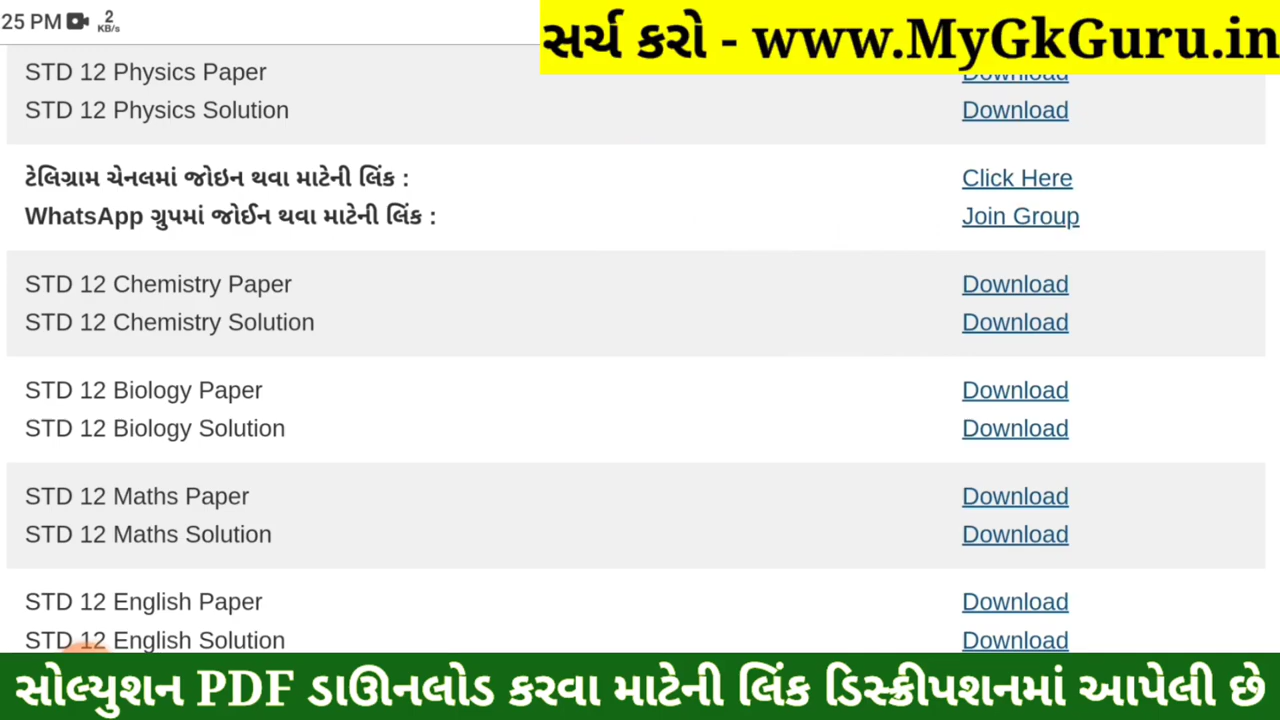 25 PM 2 KB/s
સર્ચ કરો - www.MyGkGuru.in
STD 12 Physics Paper Download
STD 12 Physics Solution Download
ટેલિગ્રામ ચેનલમાં જોઇન થવા માટેની લિંક : Click Here
WhatsApp ગ્રુપમાં જોઈન થવા માટેની લિંક : Join Group
STD 12 Chemistry Paper Download
STD 12 Chemistry Solution Download
STD 12 Biology Paper Download
STD 12 Biology Solution Download
STD 12 Maths Paper Download
STD 12 Maths Solution Download
STD 12 English Paper Download
STD 12 English Solution Download
સોલ્યુશન PDF ડાઊનલોડ કરવા માટેની લિંક ડિસ્ક્રીપશનમાં આપેલી છે